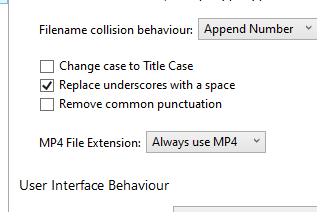 Filename collision behaviour: Append Number
Change case to Title Case
Replace underscores with a space
Remove common punctuation
MP4 File Extension: Always use MP4
User Interface Behaviour